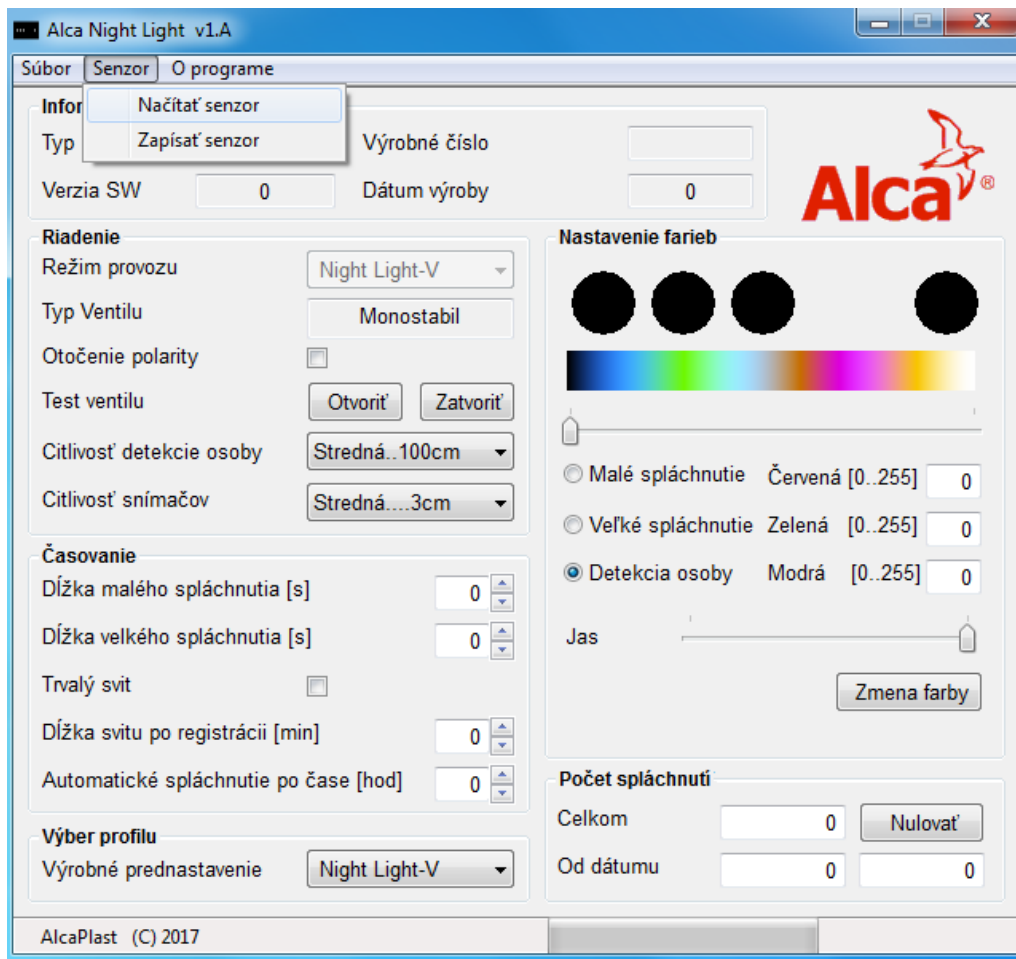 Alca Night Light v1.A
Súbor Senzor O programe
Načítať senzor
Zapísať senzor
Infor
Typ Výrobné číslo
Verzia SW 0 Dátum výroby 0
Alca®
Riadenie
Režim provozu Night Light-V
Typ Ventilu Monostabil
Otočenie polarity
Test ventilu Otvoriť Zatvoriť
Citlivosť detekcie osoby Stredná..100cm
Citlivosť snímačov Stredná....3cm
Časovanie
Dĺžka malého spláchnutia [s] 0
Dĺžka velkého spláchnutia [s] 0
Trvalý svit
Dĺžka svitu po registrácii [min] 0
Automatické spláchnutie po čase [hod] 0
Výber profilu
Výrobné prednastavenie Night Light-V
Nastavenie farieb
Malé spláchnutie Červená [0..255] 0
Veľké spláchnutie Zelená [0..255] 0
Detekcia osoby Modrá [0..255] 0
Jas
Zmena farby
Počet spláchnutí
Celkom 0 Nulovať
Od dátumu 0 0
AlcaPlast (C) 2017